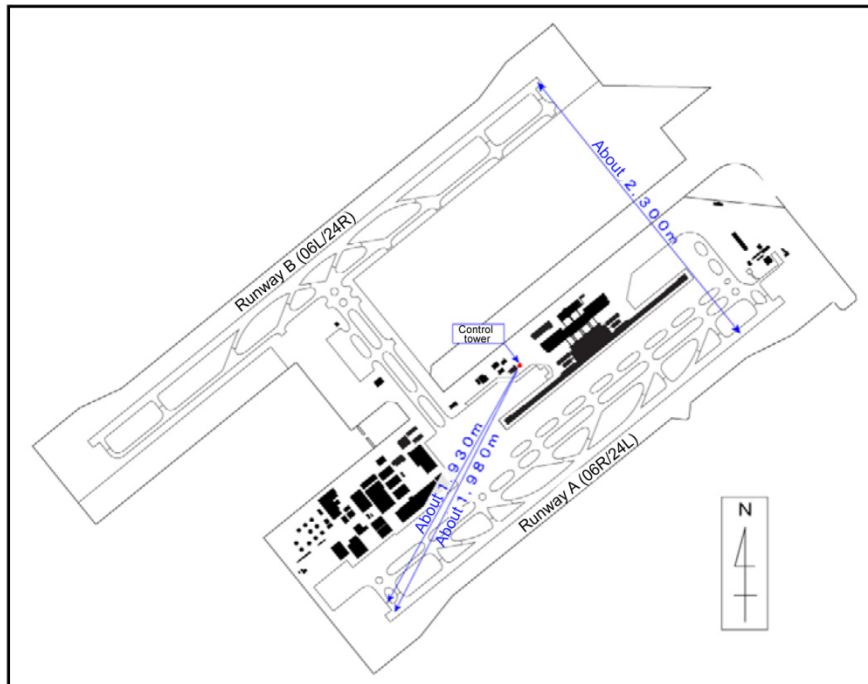 About 2,300m
Runway B (06L/24R)
Control
tower
About 1,930m
About 1,980m
Runway A (06R/24L)
N